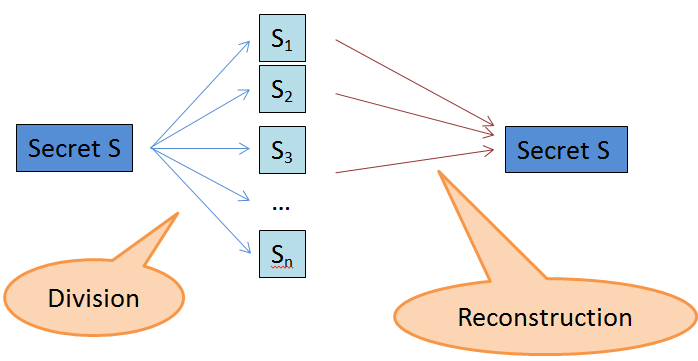 S₁
S₂
Secret S
S₃
Secret S
...
Sₙ
Division
Reconstruction